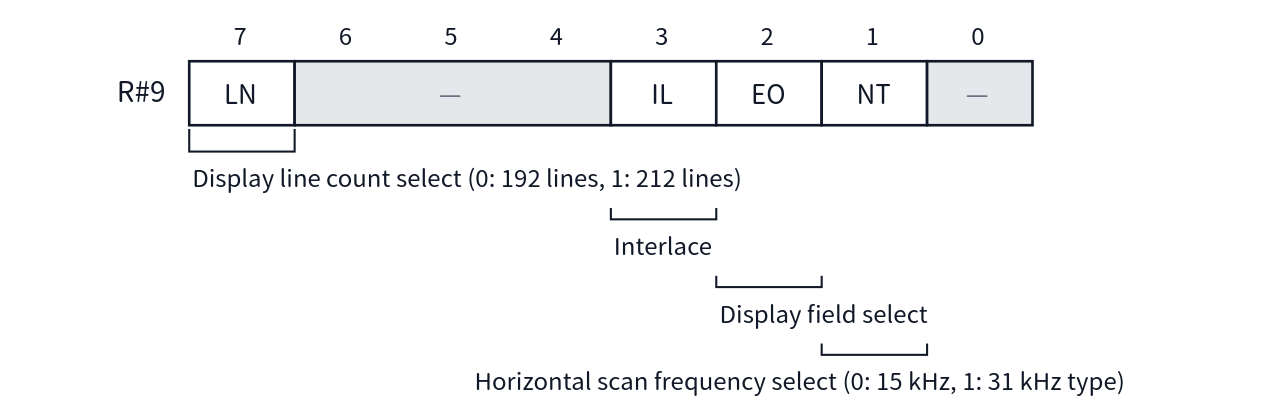 7 6 5 4 3 2 1 0
R#9 LN — IL EO NT —
Display line count select (0: 192 lines, 1: 212 lines)
Interlace
Display field select
Horizontal scan frequency select (0: 15 kHz, 1: 31 kHz type)